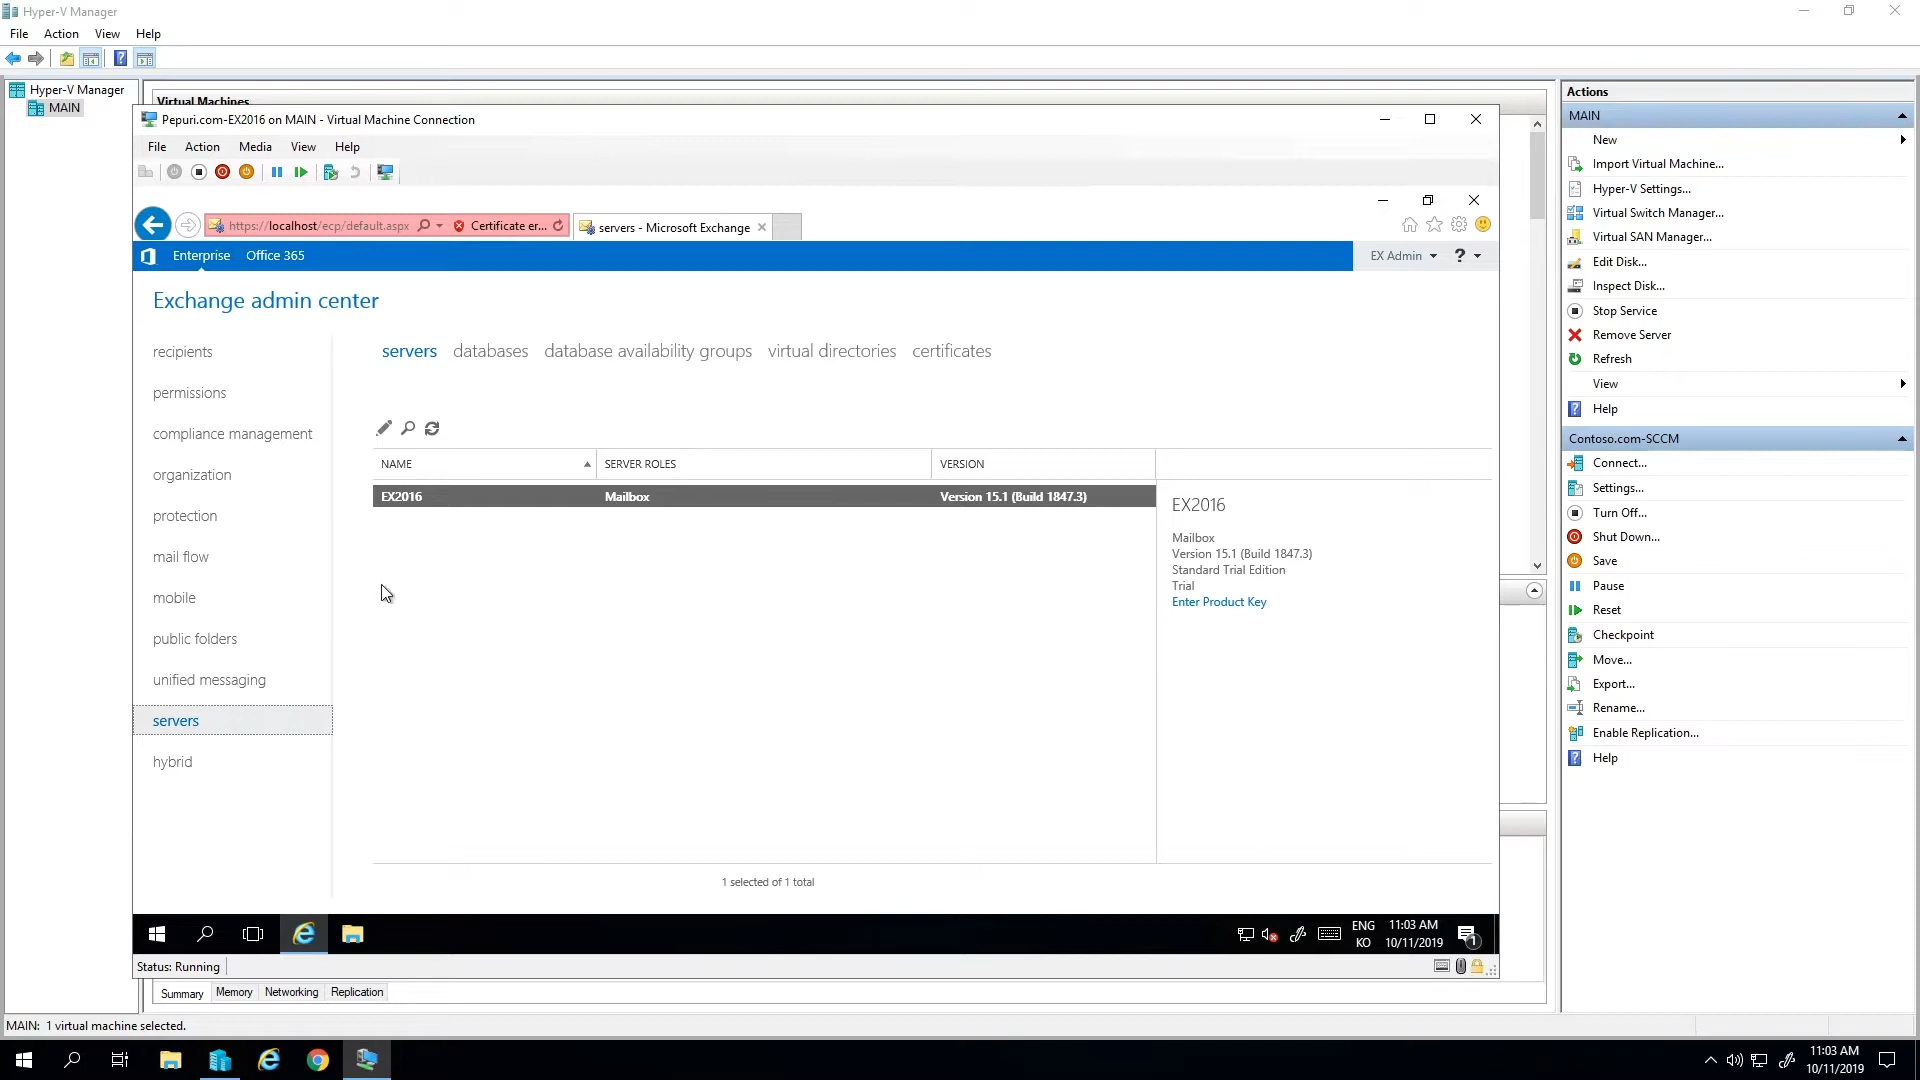 Hyper-V Manager
File Action View Help
Hyper-V Manager
MAIN
Virtual Machines
Pepuri.com-EX2016 on MAIN - Virtual Machine Connection
File Action Media View Help
https://localhost/ecp/default.aspx
Certificate er...
servers - Microsoft Exchange
Enterprise Office 365
EX Admin
?
Exchange admin center
recipients
permissions
compliance management
organization
protection
mail flow
mobile
public folders
unified messaging
servers
hybrid
servers databases database availability groups virtual directories certificates
NAME SERVER ROLES VERSION
EX2016 Mailbox Version 15.1 (Build 1847.3)
EX2016
Mailbox
Version 15.1 (Build 1847.3)
Standard Trial Edition
Trial
Enter Product Key
1 selected of 1 total
ENG
KO
11:03 AM
10/11/2019
1
Status: Running
Summary Memory Networking Replication
MAIN: 1 virtual machine selected.
Actions
MAIN
New
Import Virtual Machine...
Hyper-V Settings...
Virtual Switch Manager...
Virtual SAN Manager...
Edit Disk...
Inspect Disk...
Stop Service
Remove Server
Refresh
View
Help
Contoso.com-SCCM
Connect...
Settings...
Turn Off...
Shut Down...
Save
Pause
Reset
Checkpoint
Move...
Export...
Rename...
Enable Replication...
Help
11:03 AM
10/11/2019